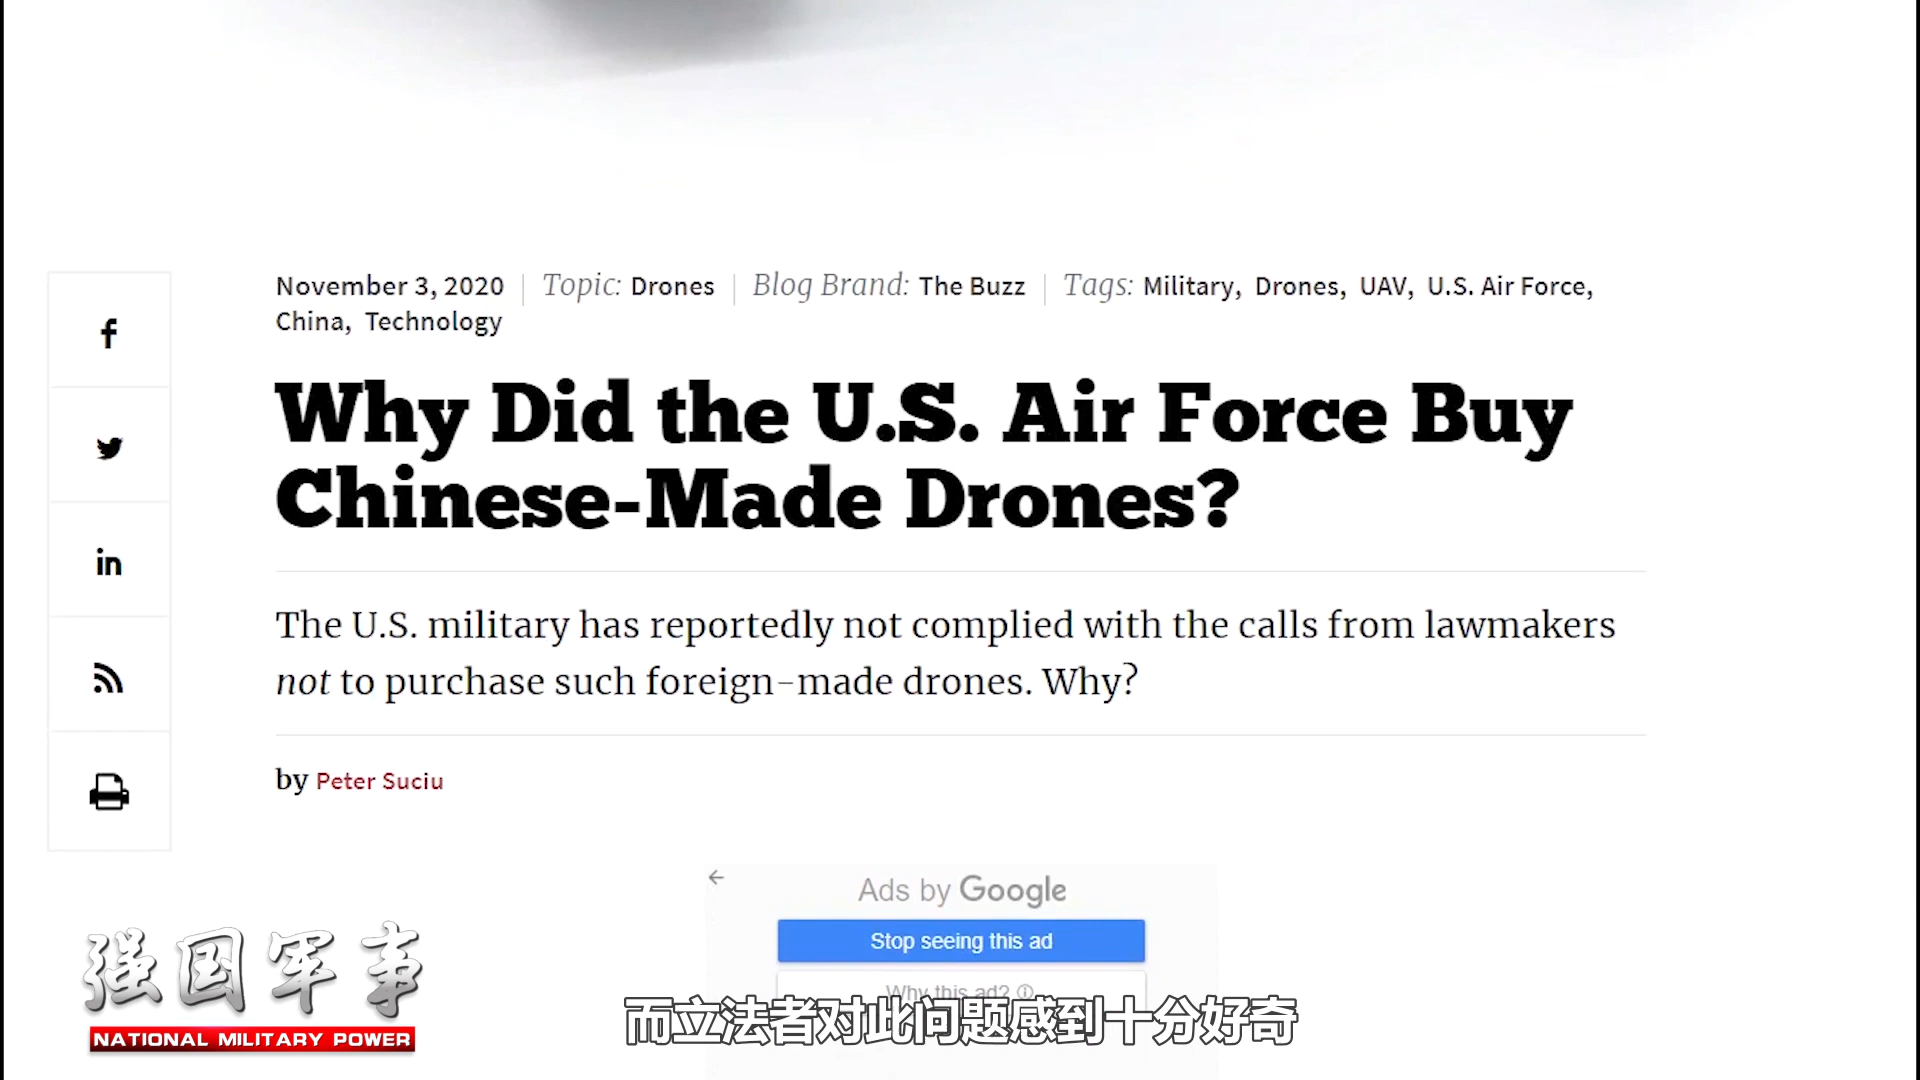 November 3, 2020 | Topic: Drones | Blog Brand: The Buzz | Tags: Military, Drones, UAV, U.S. Air Force,
China, Technology
Why Did the U.S. Air Force Buy
Chinese-Made Drones?
The U.S. military has reportedly not complied with the calls from lawmakers
not to purchase such foreign-made drones. Why?
by Peter Suciu
Ads by Google
Stop seeing this ad
Why this ad?
而立法者对此问题感到十分好奇
强国军事
NATIONAL MILITARY POWER